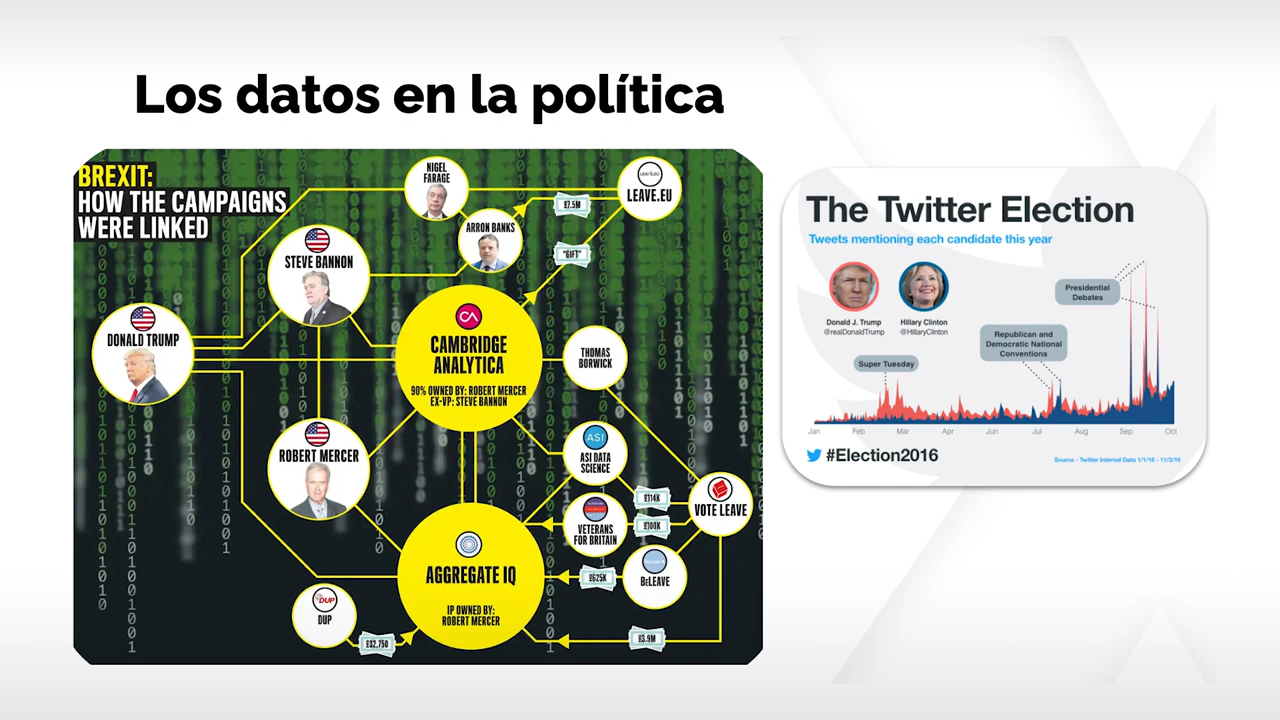 Los datos en la política
BREXIT:
HOW THE CAMPAIGNS
WERE LINKED
NIGEL
FARAGE
LEAVE.EU
LEAVE.EU
£7.5M
ARRON BANKS
"GIFT"
STEVE BANNON
DONALD TRUMP
CA
CAMBRIDGE
ANALYTICA
90% OWNED BY: ROBERT MERCER
EX-VP: STEVE BANNON
THOMAS
BORWICK
ROBERT MERCER
ASI
ASI DATA
SCIENCE
£114K
VOTE LEAVE
£100K
VETERANS
FOR BRITAIN
AGGREGATE IQ
IP OWNED BY:
ROBERT MERCER
£625K
BeLEAVE
DUP
DUP
£32,750
£3.9M
The Twitter Election
Tweets mentioning each candidate this year
Donald J. Trump
@realDonaldTrump
Hillary Clinton
@HillaryClinton
Presidential
Debates
Republican and
Democratic National
Conventions
Super Tuesday
Jan Feb Mar Apr Jun Jul Aug Sep Oct
#Election2016
Source - Twitter Internal Data 1/1/16 - 11/3/16